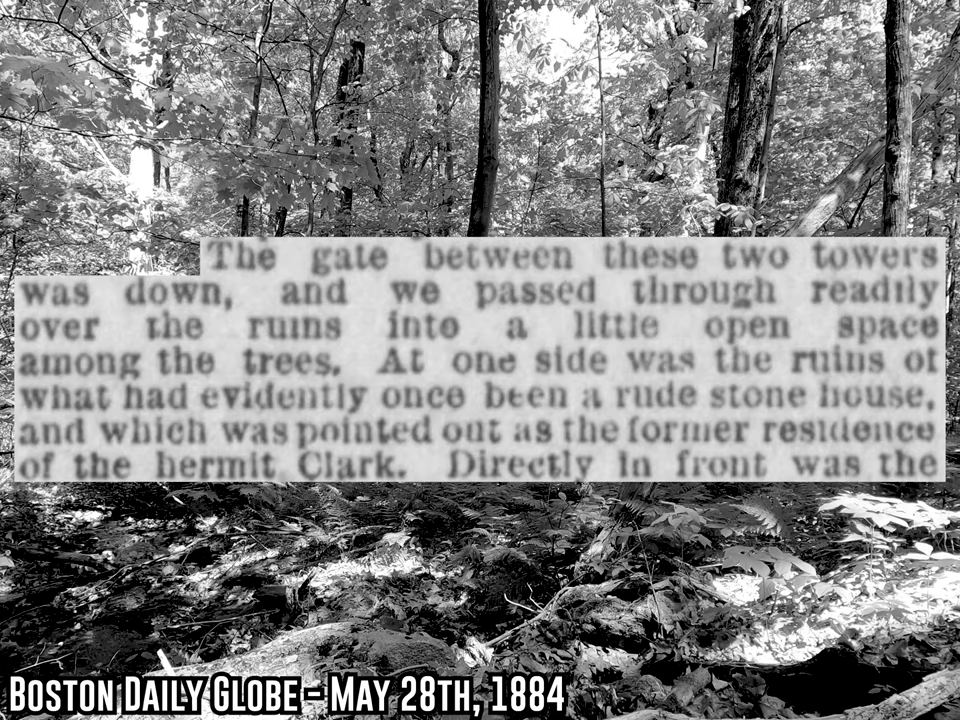 The gate between these two towers
was down, and we passed through readily
over the ruins into a little open space
among the trees. At one side was the ruins of
what had evidently once been a rude stone house,
and which was pointed out as the former residence
of the hermit Clark. Directly in front was the
BOSTON DAILY GLOBE - MAY 28TH, 1884